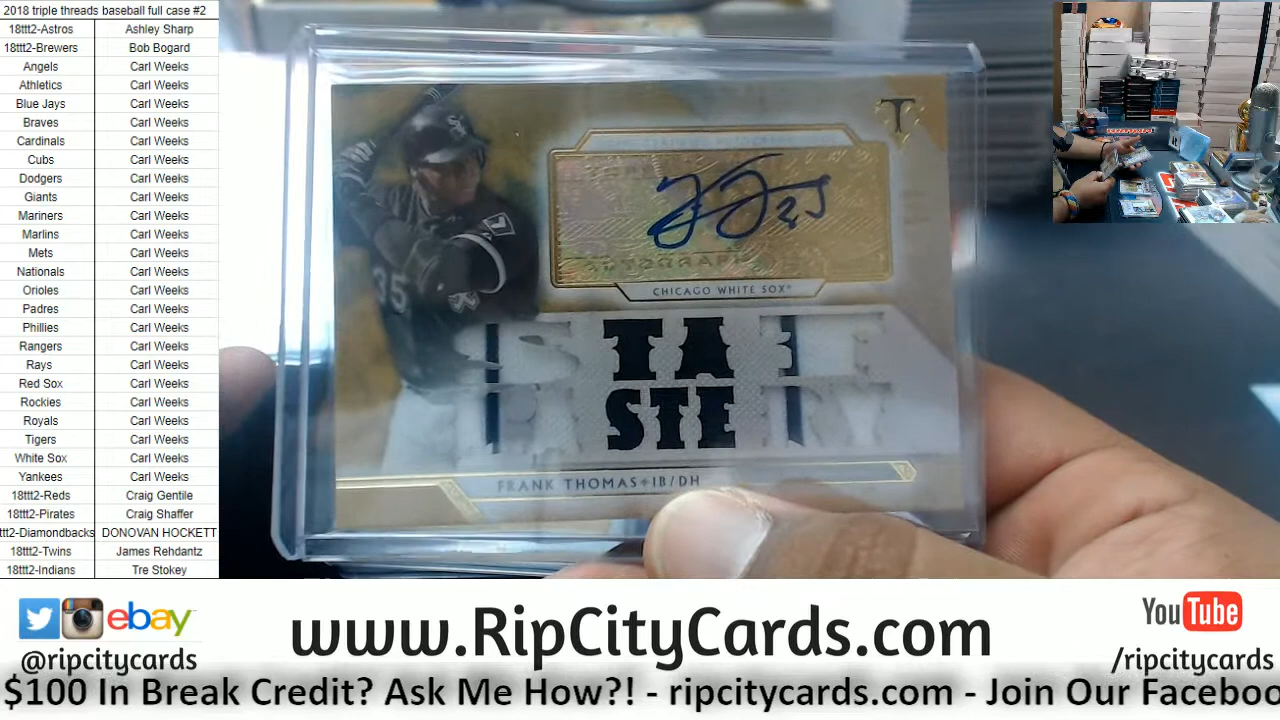 2018 triple threads baseball full case #2
18ttt2-Astros Ashley Sharp
18ttt2-Brewers Bob Bogard
Angels Carl Weeks
Athletics Carl Weeks
Blue Jays Carl Weeks
Braves Carl Weeks
Cardinals Carl Weeks
Cubs Carl Weeks
Dodgers Carl Weeks
Giants Carl Weeks
Mariners Carl Weeks
Marlins Carl Weeks
Mets Carl Weeks
Nationals Carl Weeks
Orioles Carl Weeks
Padres Carl Weeks
Phillies Carl Weeks
Rangers Carl Weeks
Rays Carl Weeks
Red Sox Carl Weeks
Rockies Carl Weeks
Royals Carl Weeks
Tigers Carl Weeks
White Sox Carl Weeks
Yankees Carl Weeks
18ttt2-Reds Craig Gentile
18ttt2-Pirates Craig Shaffer
ttt2-Diamondbacks DONOVAN HOCKETT
18ttt2-Twins James Rehdantz
18ttt2-Indians Tre Stokey
T
AUTOGRAPH
CHICAGO WHITE SOX
35
TA
STE
FRANK THOMAS 1B/DH
ebay
@ripcitycards
www.RipCityCards.com
YouTube
/ripcitycards
$100 In Break Credit? Ask Me How?! - ripcitycards.com - Join Our Faceboo